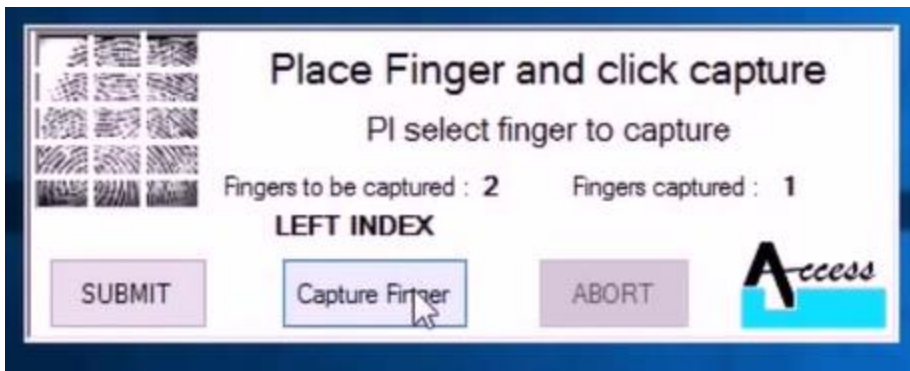 Place Finger and click capture
Pl select finger to capture
Fingers to be captured : 2 Fingers captured : 1
LEFT INDEX
SUBMIT Capture Finger ABORT Access